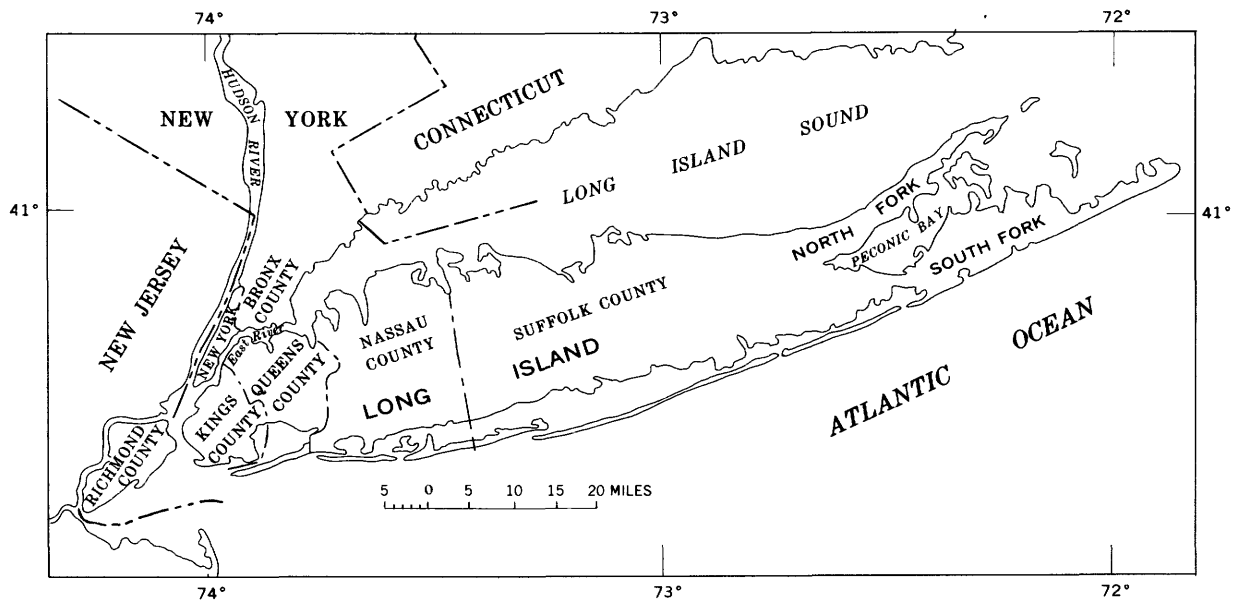 74° 73° 72°
HUDSON RIVER
NEW YORK
CONNECTICUT
LONG ISLAND SOUND
41° 41°
NORTH FORK
PECONIC BAY
SOUTH FORK
NEW JERSEY
BRONX
COUNTY
NEW YORK
East River
NASSAU
COUNTY
SUFFOLK COUNTY
QUEENS
COUNTY
KINGS
COUNTY
LONG ISLAND
ATLANTIC OCEAN
RICHMOND
COUNTY
5 0 5 10 15 20 MILES
74° 73° 72°